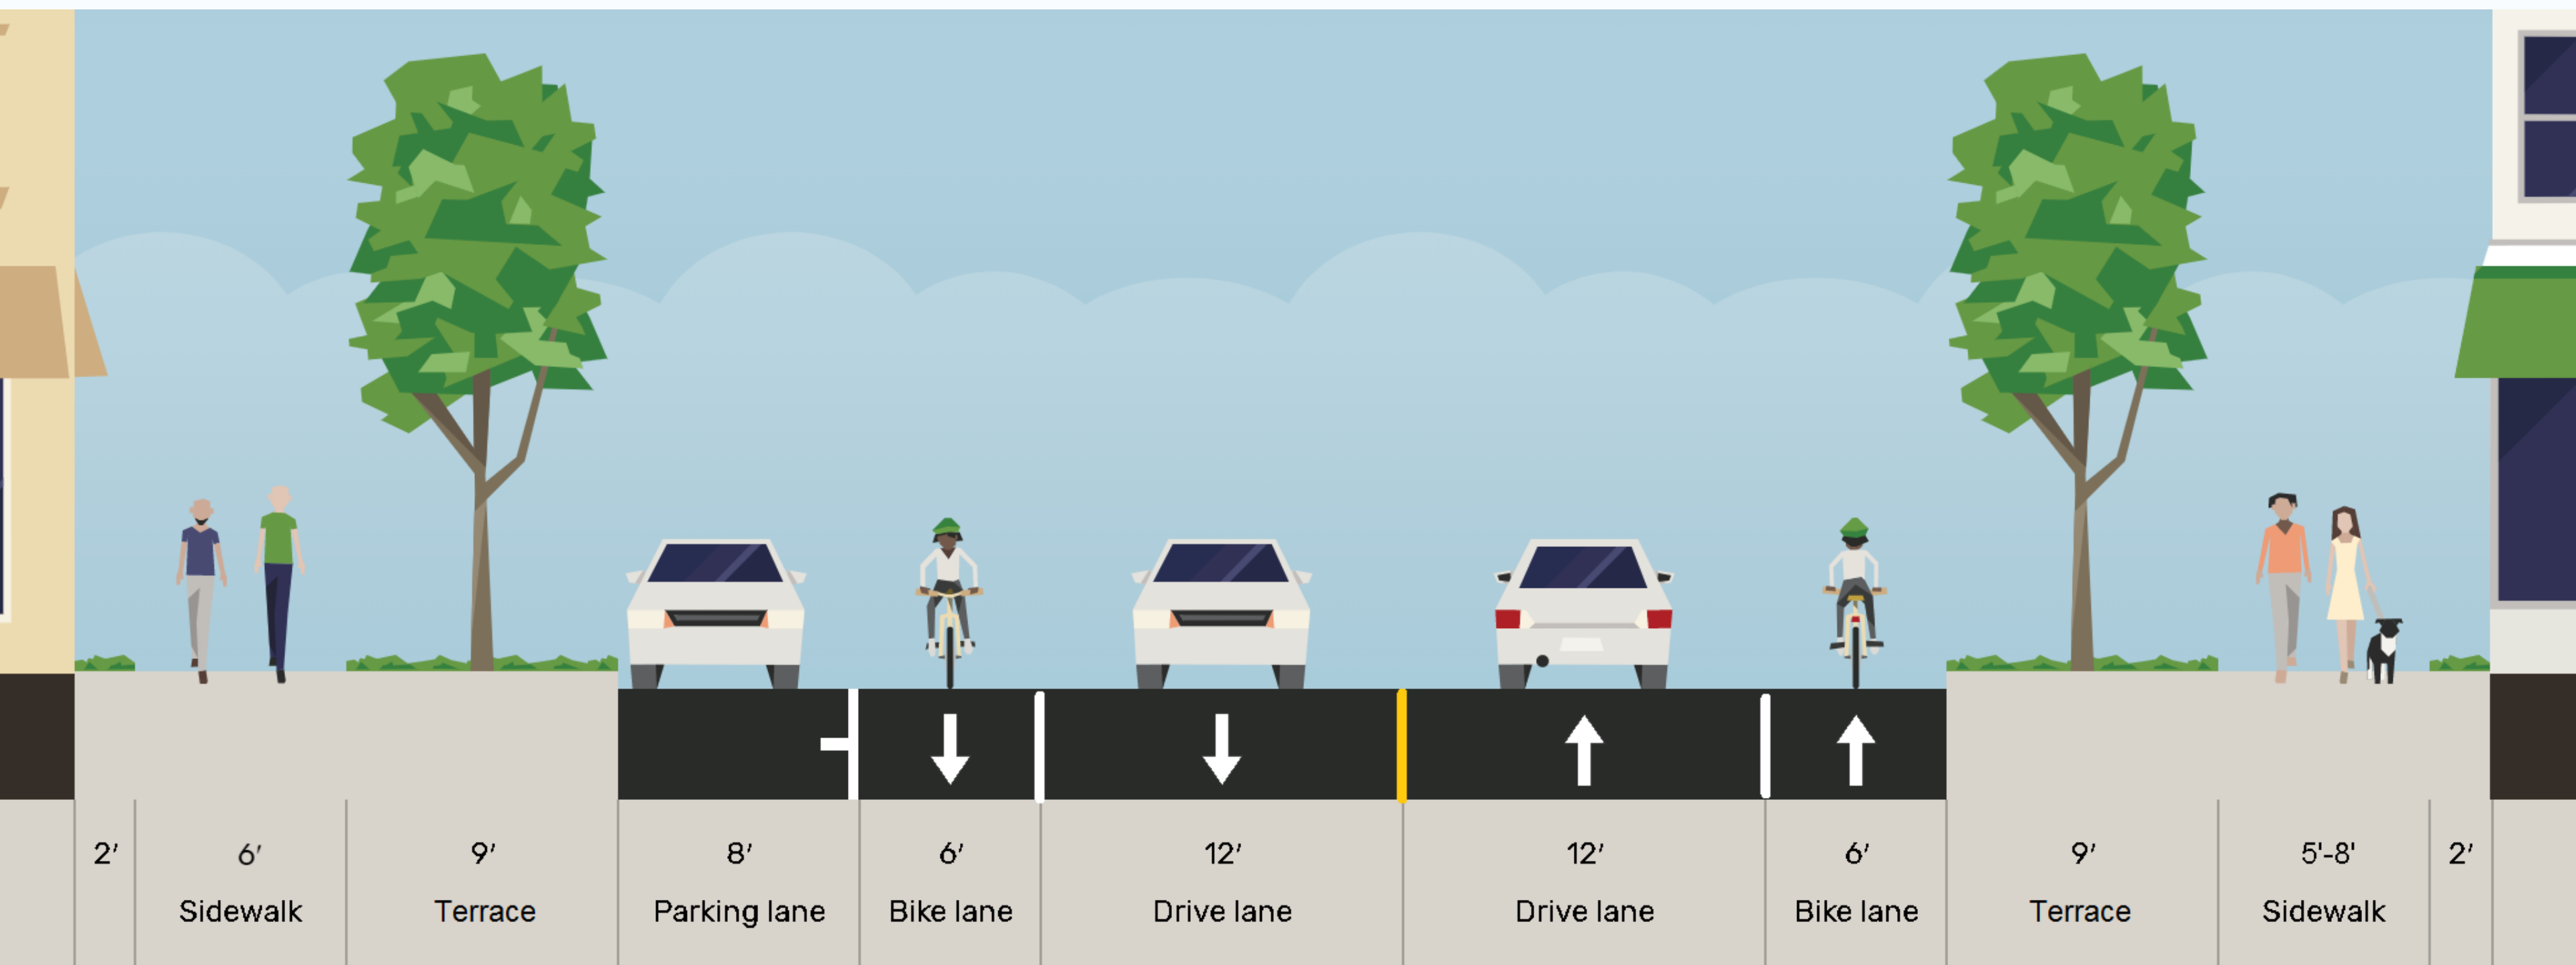 2′ 6′ 9′ 8′ 6′ 12′ 12′ 6′ 9′ 5'-8' 2′
Sidewalk Terrace Parking lane Bike lane Drive lane Drive lane Bike lane Terrace Sidewalk